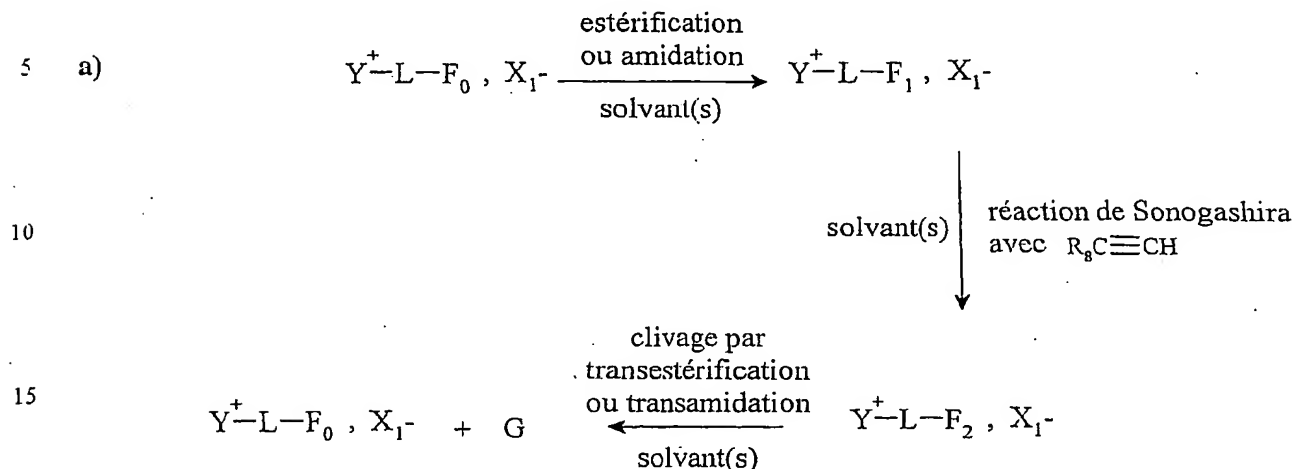 estérification
5 a) ou amidation
Y⁺—L—F₀ , X₁- Y⁺—L—F₁ , X₁-
solvant(s)
réaction de Sonogashira
10 solvant(s)
avec R₈C≡CH
clivage par
transestérification
15 ou transamidation
Y⁺—L—F₀ , X₁- + G Y⁺—L—F₂ , X₁-
solvant(s)